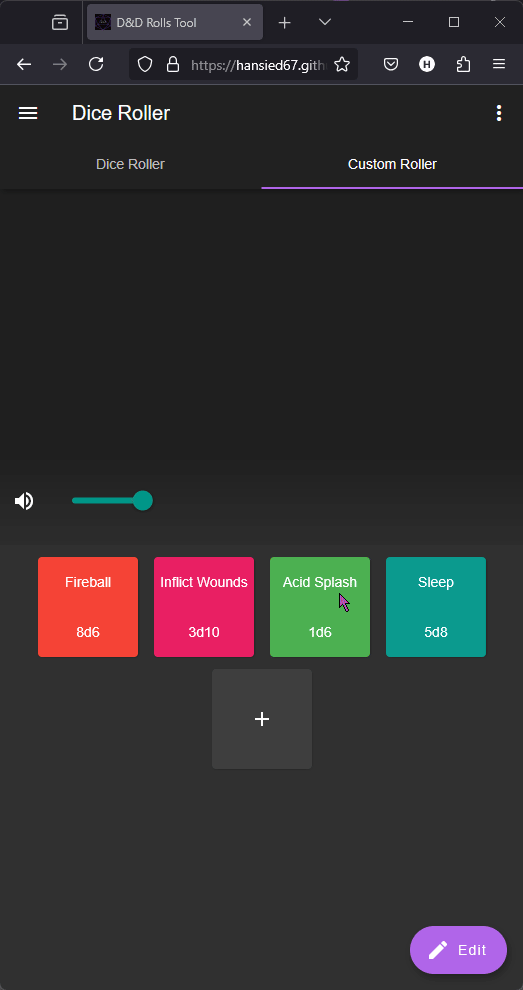 D&D Rolls Tool
https://hansied67.gith
Dice Roller
Dice Roller
Custom Roller
Fireball
8d6
Inflict Wounds
3d10
Acid Splash
1d6
Sleep
5d8
Edit